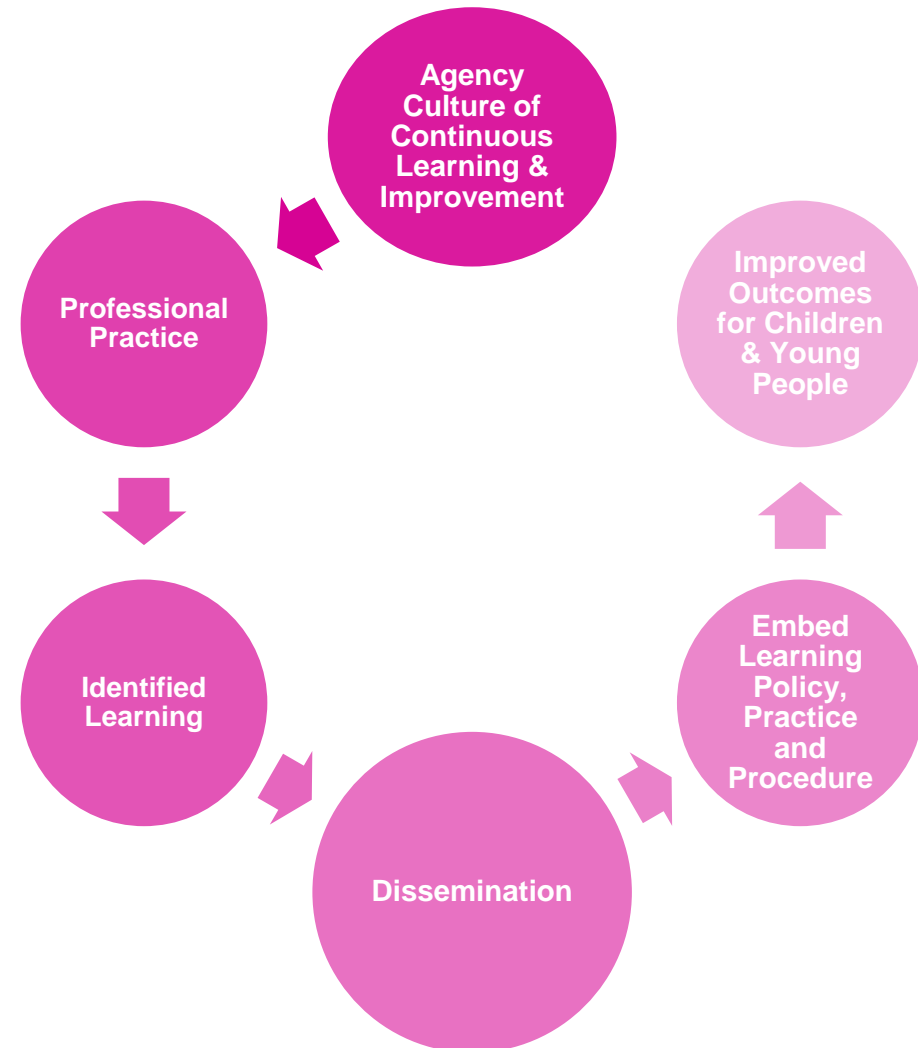 Agency
Culture of
Continuous
Learning &
Improvement
Professional
Practice
Identified
Learning
Dissemination
Embed
Learning
Policy,
Practice
and
Procedure
Improved
Outcomes
for Children
& Young
People